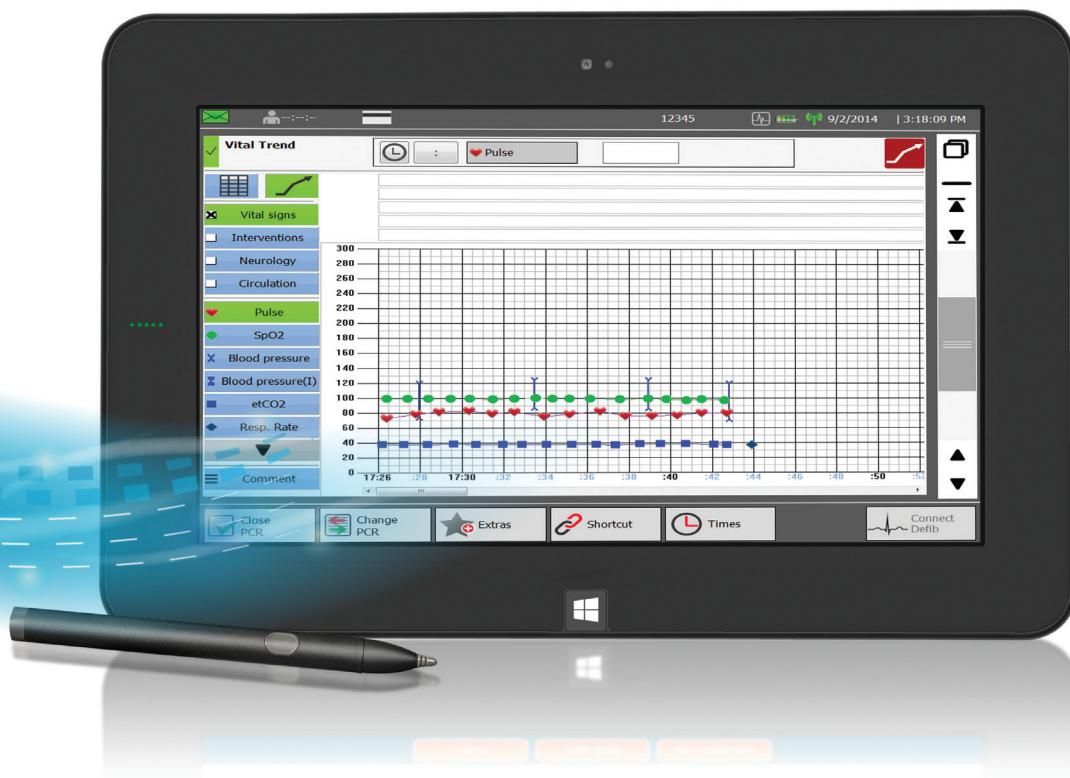 --:--:--
12345
9/2/2014 | 3:18:09 PM
Vital Trend
:
Pulse
Vital signs
Interventions
Neurology
Circulation
Pulse
SpO2
Blood pressure
Blood pressure(I)
etCO2
Resp. Rate
Comment
300
280
260
240
220
200
180
160
140
120
100
80
60
40
20
0
17:26 :28 17:30 :32 :34 :36 :38 :40 :42 :44 :46 :48 :50
Close
PCR
Change
PCR
Extras
Shortcut
Times
Connect
Defib